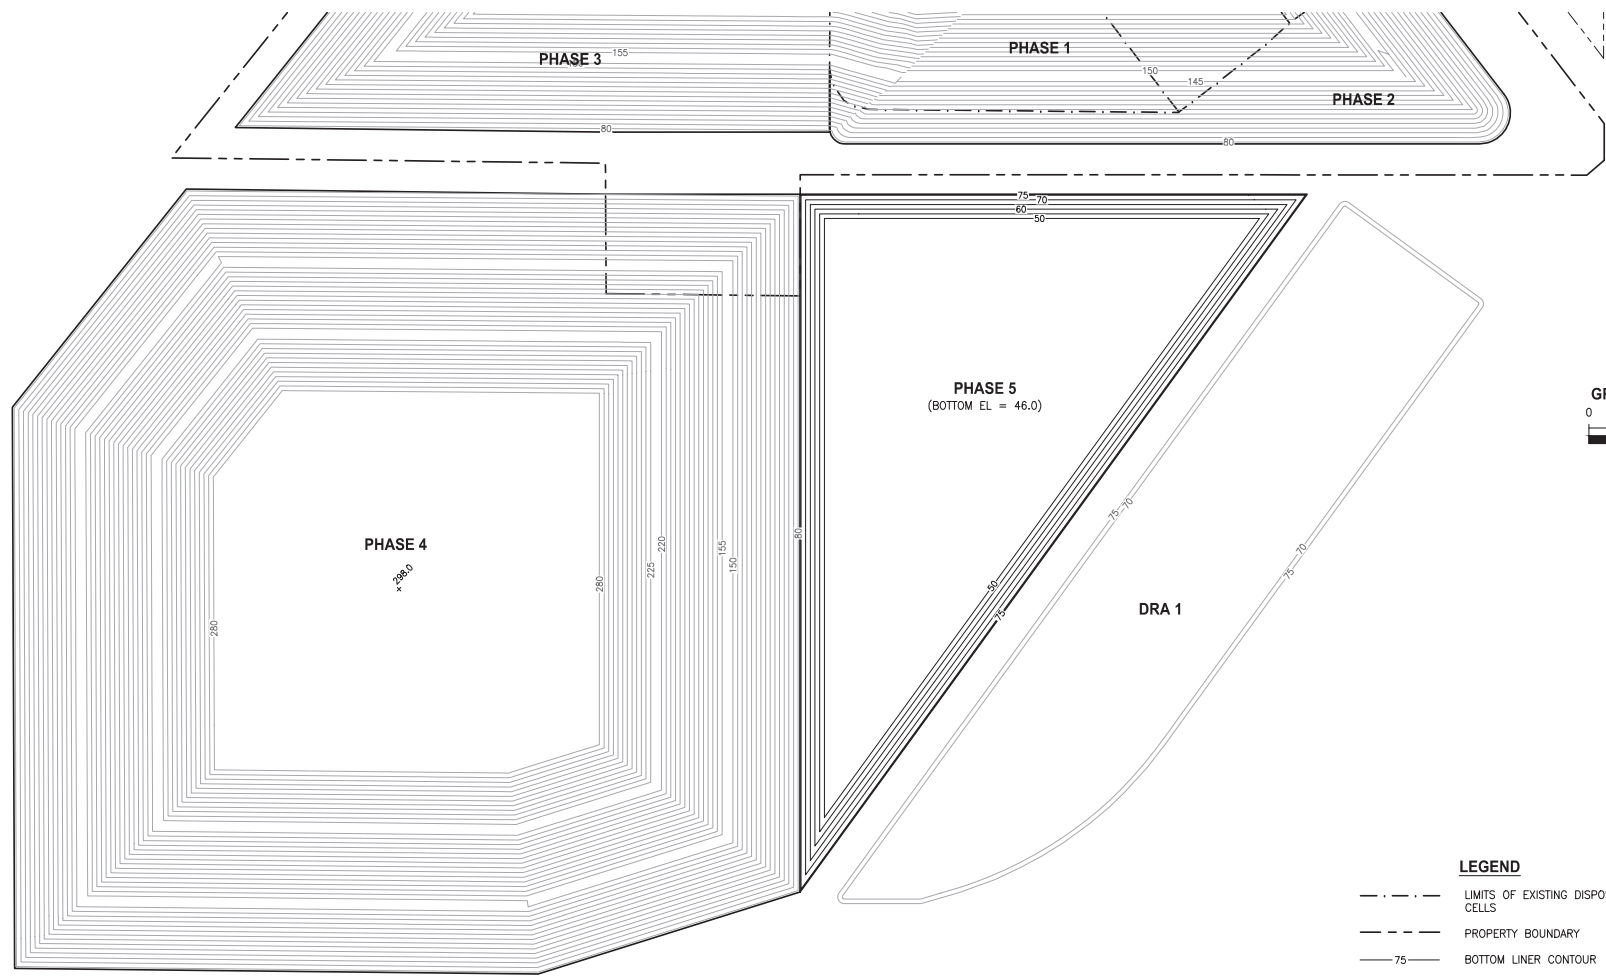 155
PHASE 3
PHASE 1
150
145
PHASE 2
80
80
75
70
60
50
PHASE 5
(BOTTOM EL = 46.0)
GR
0
75
70
80
220
155
150
225
PHASE 4
298.0
280
280
50
75
70
75
DRA 1
LEGEND
LIMITS OF EXISTING DISPO
CELLS
PROPERTY BOUNDARY
75
BOTTOM LINER CONTOUR